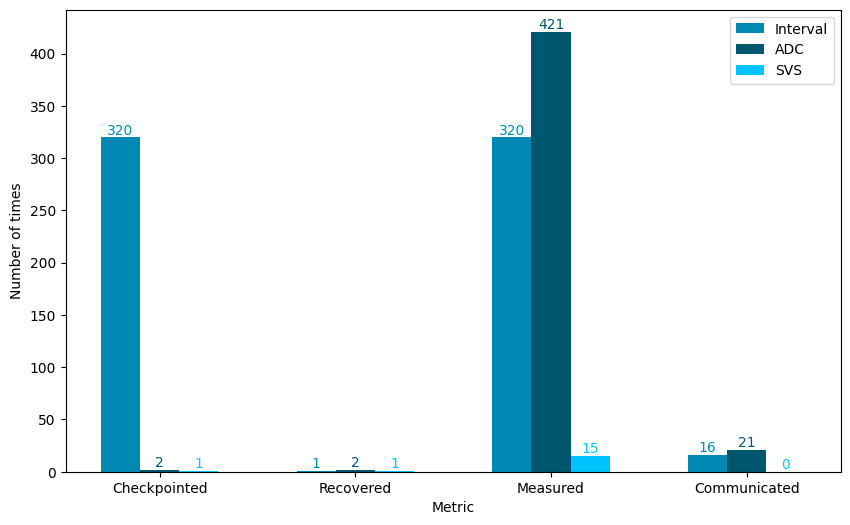 Interval
ADC
SVS
Number of times
400
350
300
250
200
150
100
50
0
320
2
1
1
2
1
320
421
15
16
21
0
Checkpointed
Recovered
Measured
Communicated
Metric